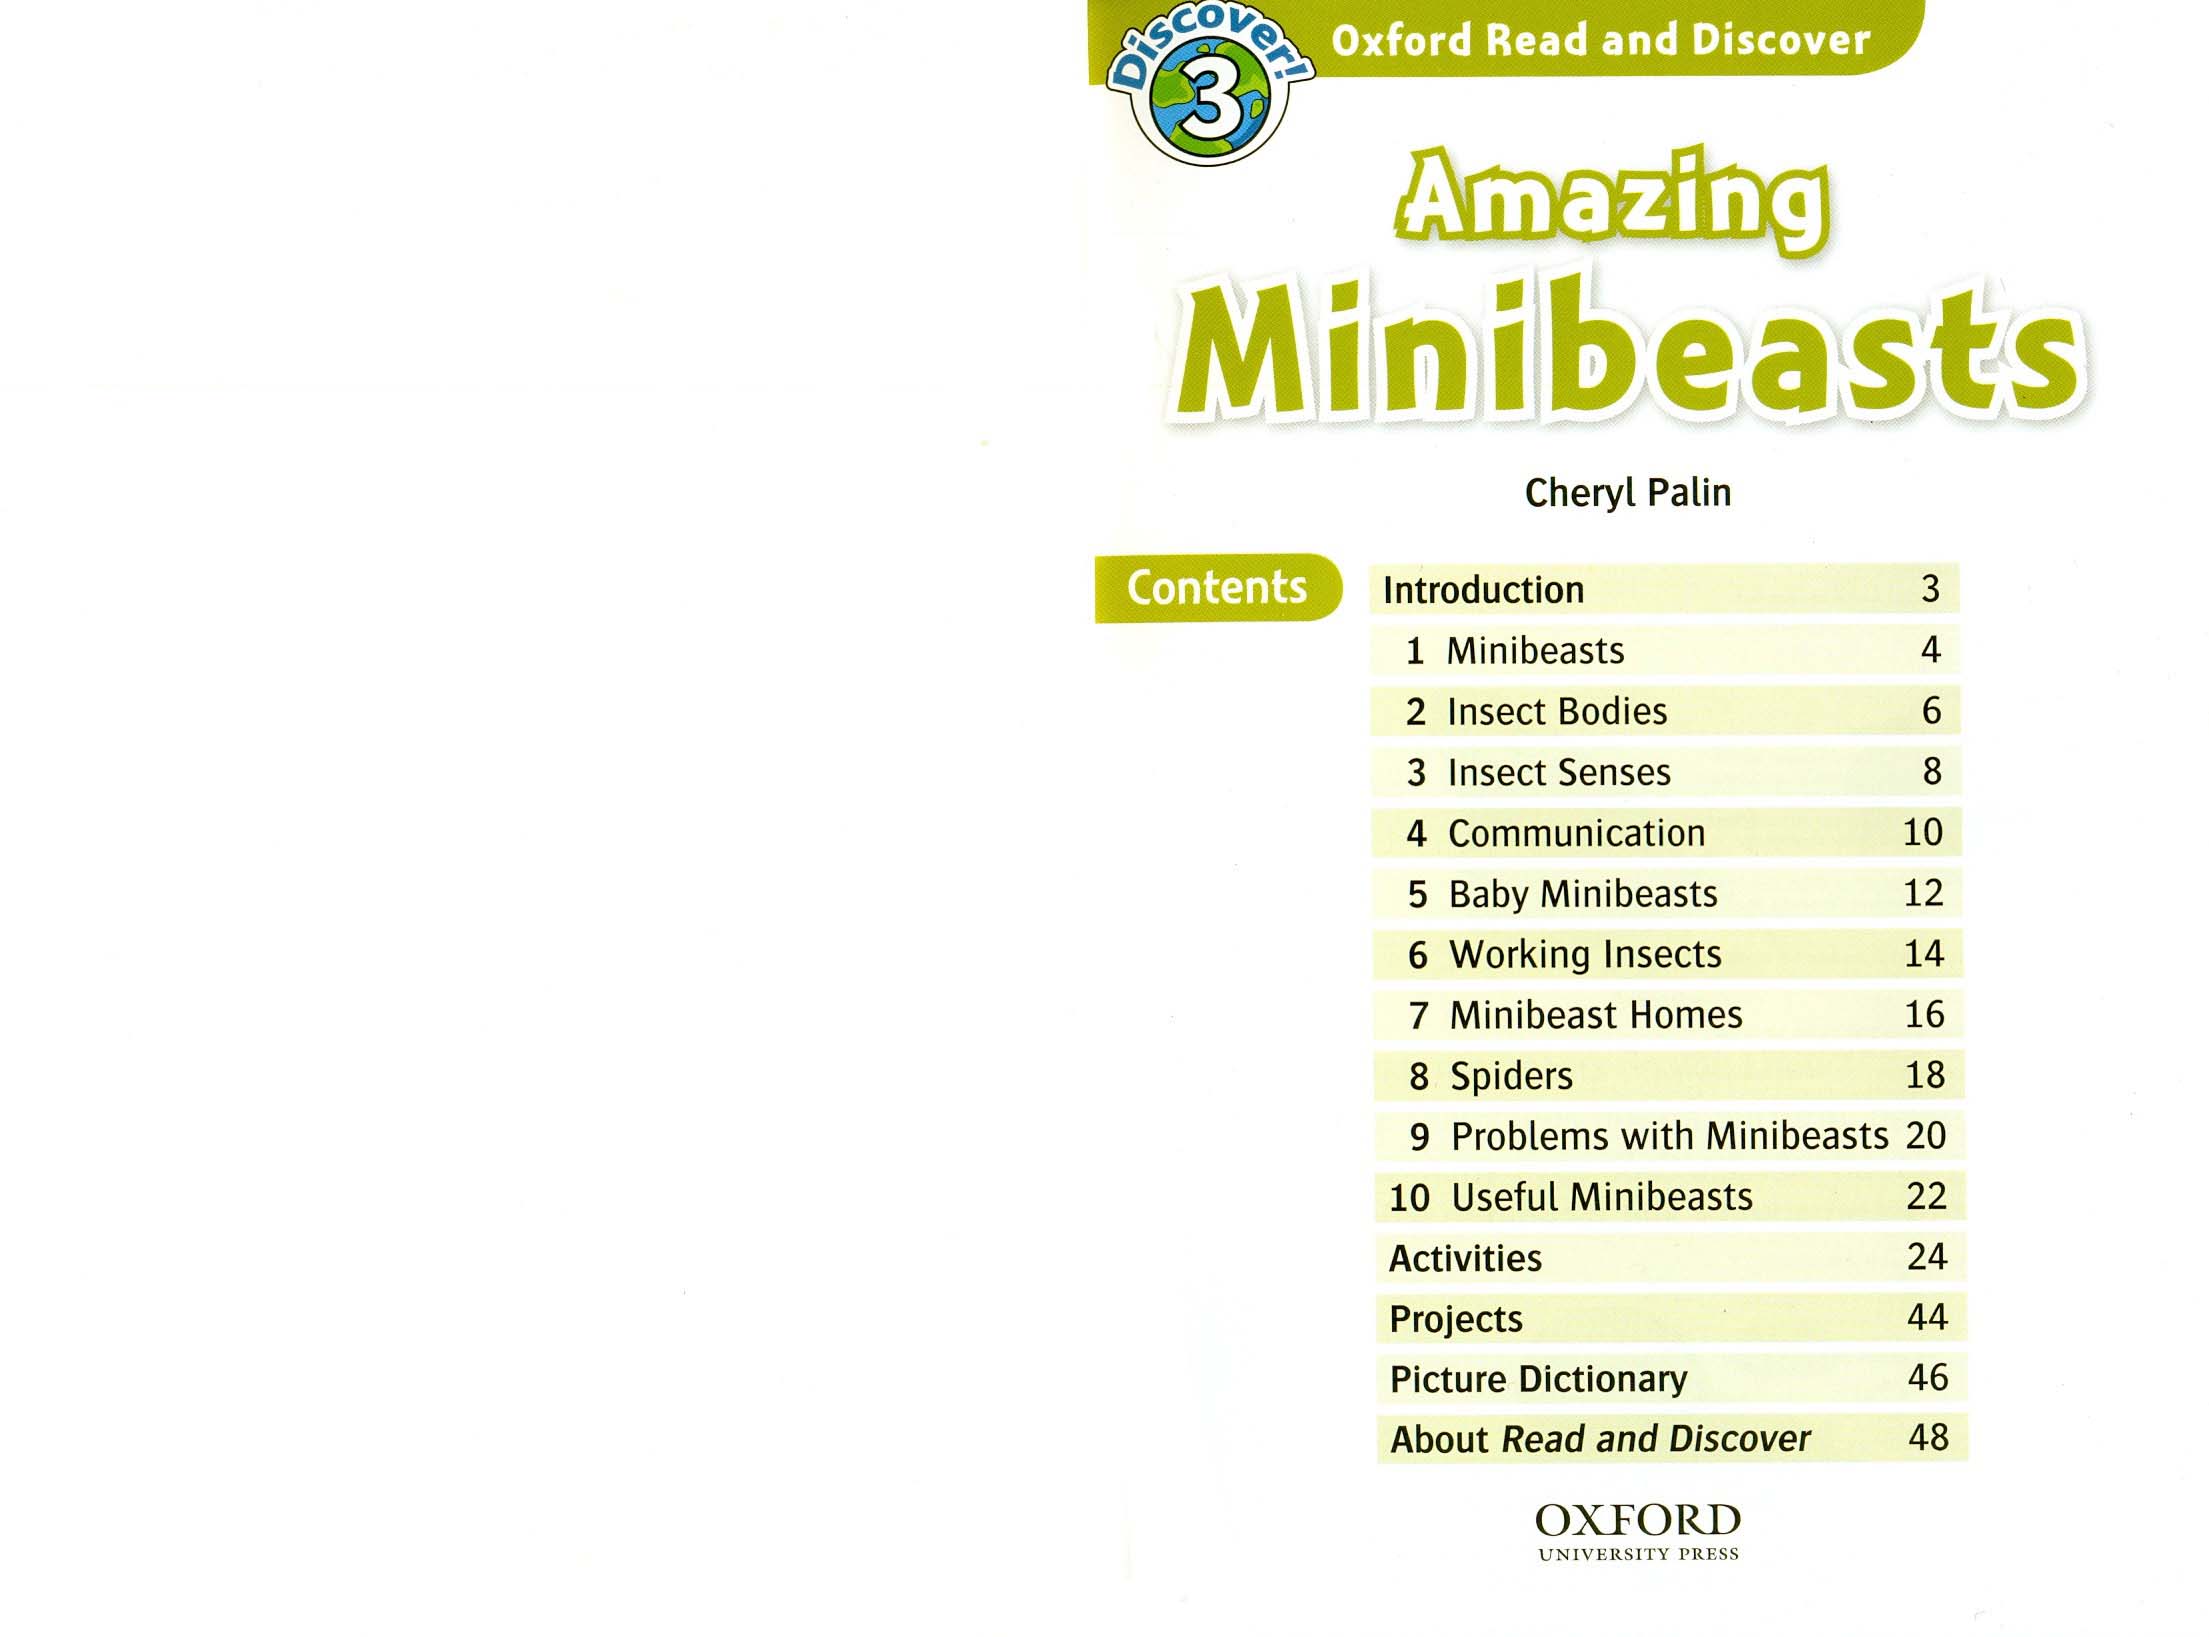 Discover!
3
Oxford Read and Discover
Amazing
Minibeasts
Cheryl Palin
Contents
Introduction 3
1 Minibeasts 4
2 Insect Bodies 6
3 Insect Senses 8
4 Communication 10
5 Baby Minibeasts 12
6 Working Insects 14
7 Minibeast Homes 16
8 Spiders 18
9 Problems with Minibeasts 20
10 Useful Minibeasts 22
Activities 24
Projects 44
Picture Dictionary 46
About Read and Discover 48
OXFORD
UNIVERSITY PRESS